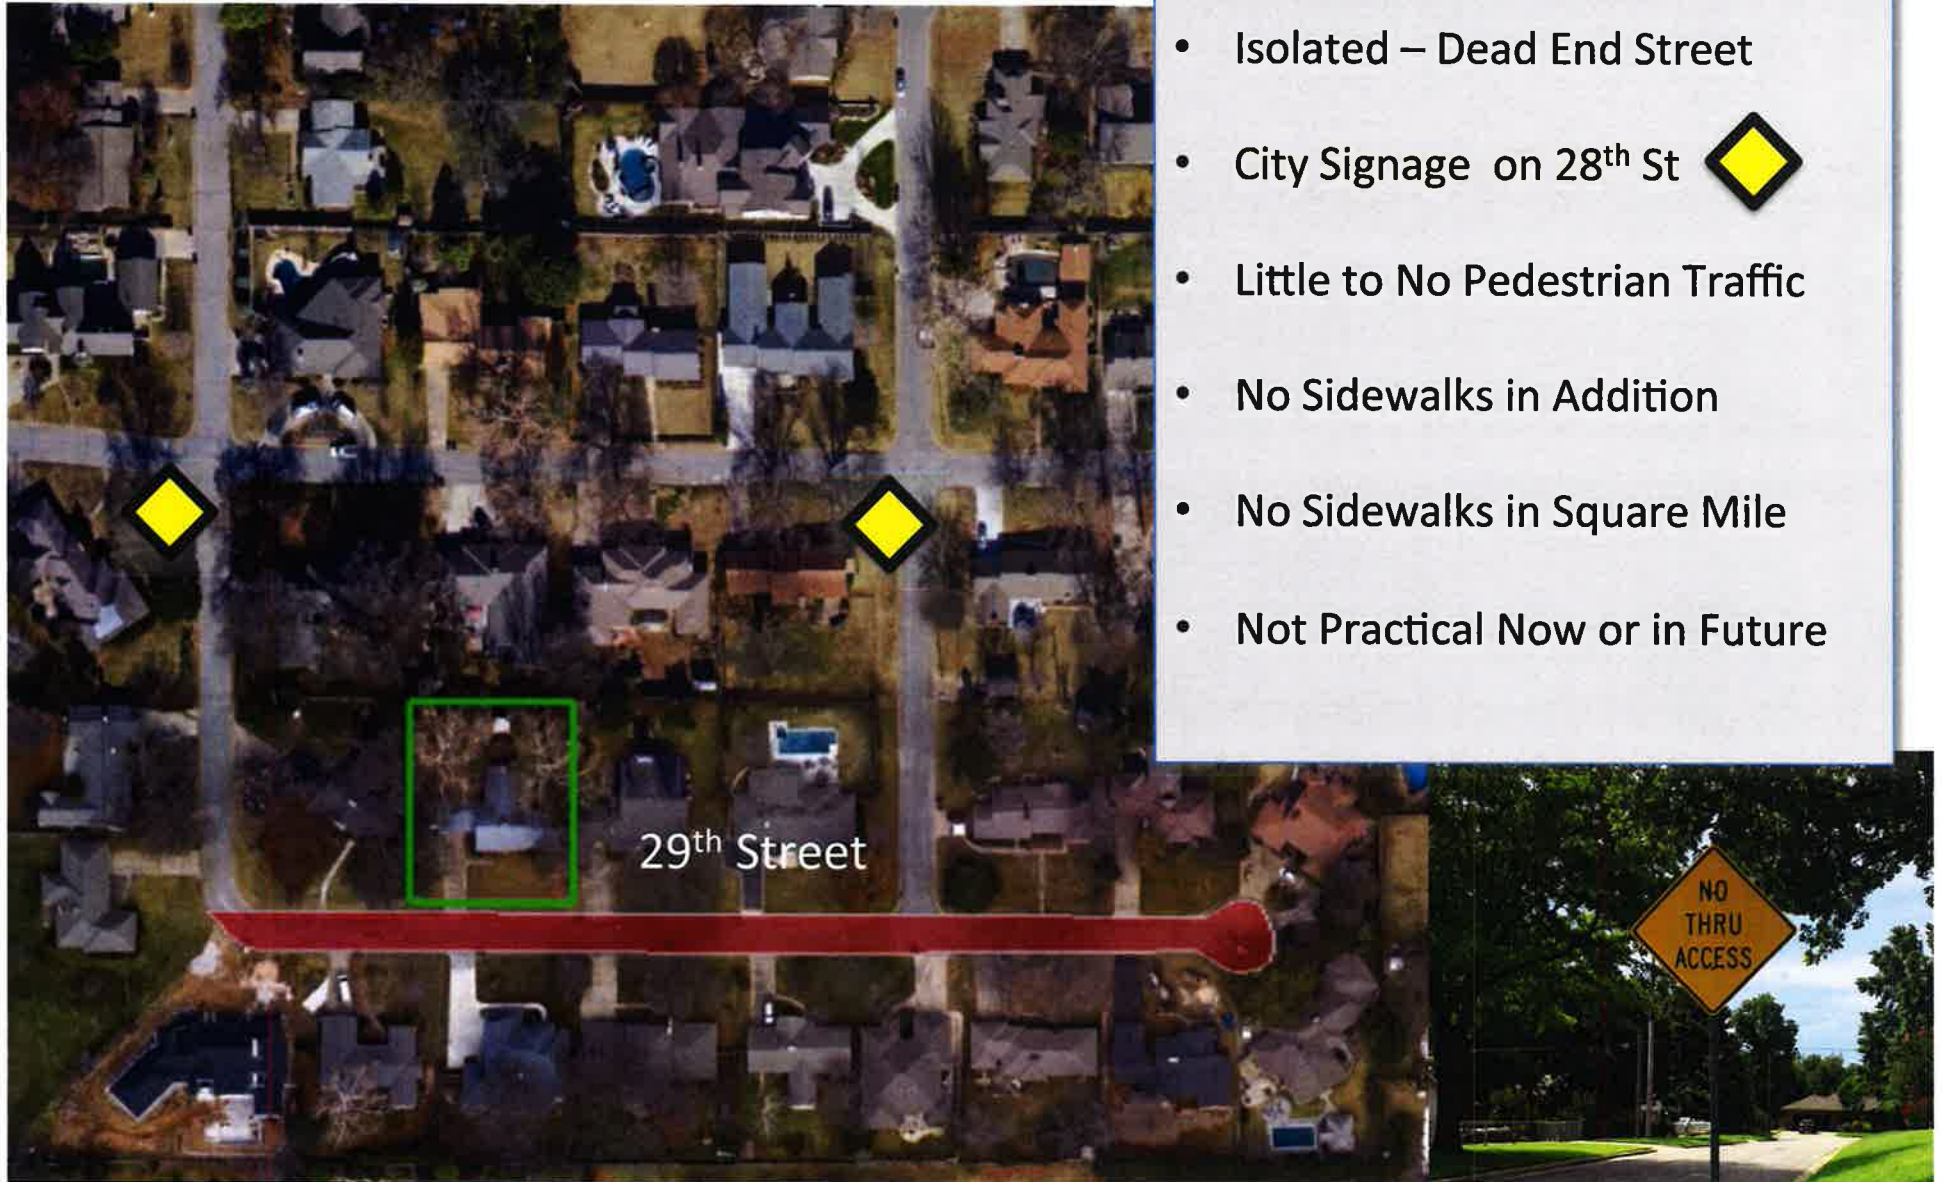 • Isolated – Dead End Street
• City Signage on 28th St
• Little to No Pedestrian Traffic
• No Sidewalks in Addition
• No Sidewalks in Square Mile
• Not Practical Now or in Future
29th Street
NO
THRU
ACCESS